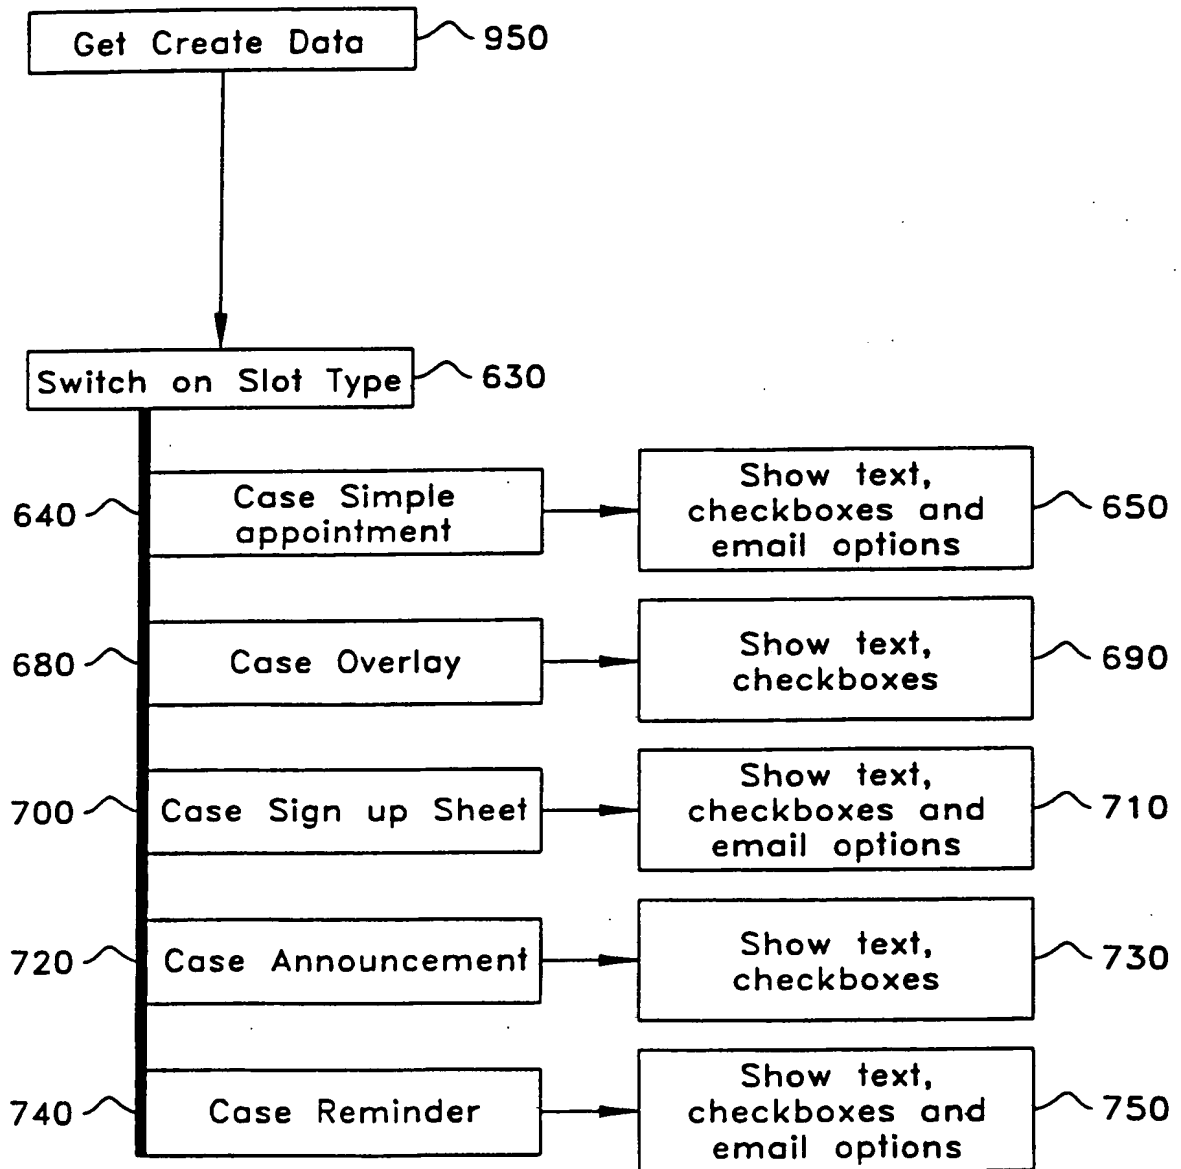 Get Create Data
950
Switch on Slot Type
630
640
Case Simple
appointment
Show text,
checkboxes and
email options
650
680
Case Overlay
Show text,
checkboxes
690
700
Case Sign up Sheet
Show text,
checkboxes and
email options
710
720
Case Announcement
Show text,
checkboxes
730
740
Case Reminder
Show text,
checkboxes and
email options
750